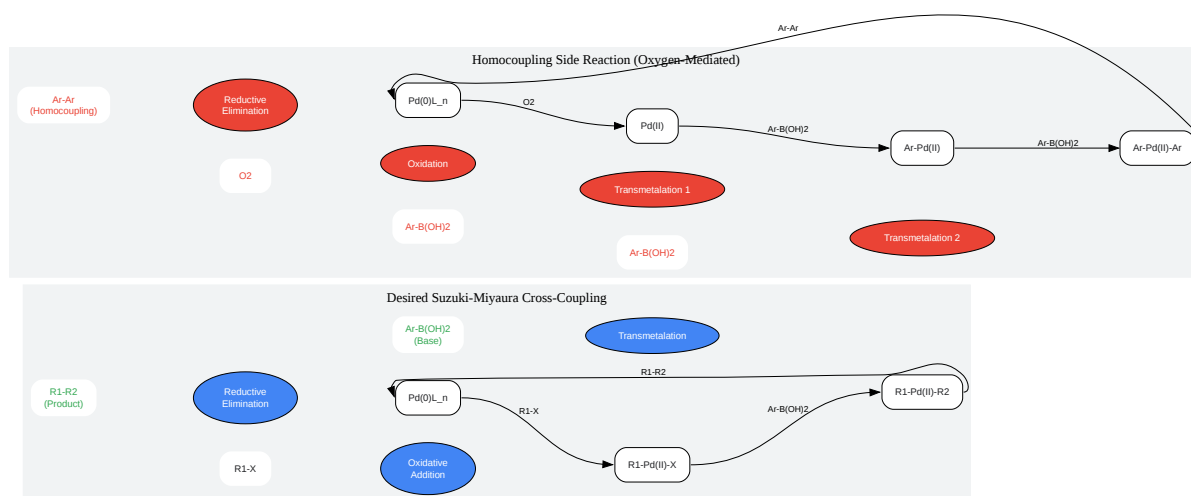 Ar-Ar
Homocoupling Side Reaction (Oxygen-Mediated)
Ar-Ar
(Homocoupling)
Reductive
Elimination
Pd(0)L_n
O2
Pd(II)
Ar-B(OH)2
Ar-Pd(II)
Ar-B(OH)2
Ar-Pd(II)-Ar
O2
Oxidation
Transmetalation 1
Ar-B(OH)2
Ar-B(OH)2
Transmetalation 2
Desired Suzuki-Miyaura Cross-Coupling
Ar-B(OH)2
(Base)
Transmetalation
R1-R2
R1-R2
(Product)
Reductive
Elimination
Pd(0)L_n
R1-X
Ar-B(OH)2
R1-Pd(II)-R2
R1-X
Oxidative
Addition
R1-Pd(II)-X